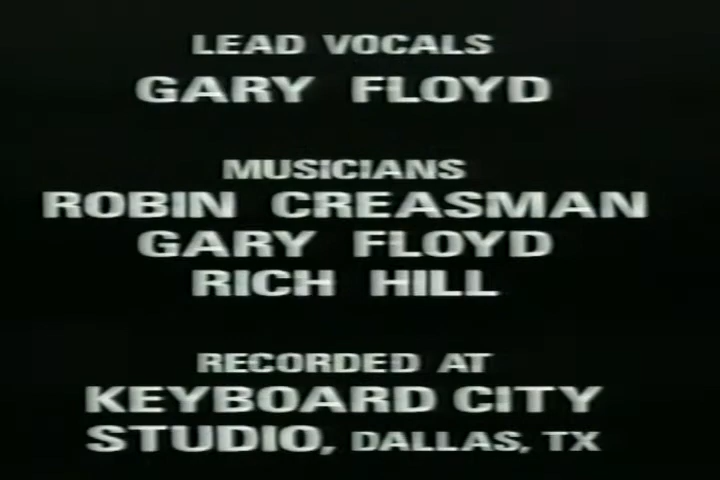 LEAD VOCALS
GARY FLOYD
MUSICIANS
ROBIN CREASMAN
GARY FLOYD
RICH HILL
RECORDED AT
KEYBOARD CITY
STUDIO, DALLAS, TX